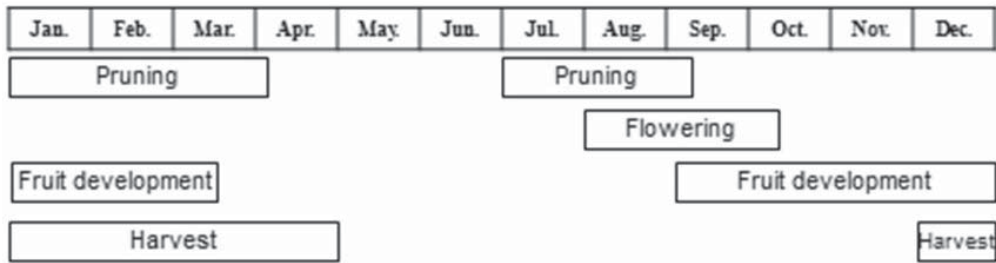 Jan. Feb. Mar. Apr. May. Jun. Jul. Aug. Sep. Oct. Nov. Dec.
Pruning Pruning
Flowering
Fruit development Fruit development
Harvest Harvest